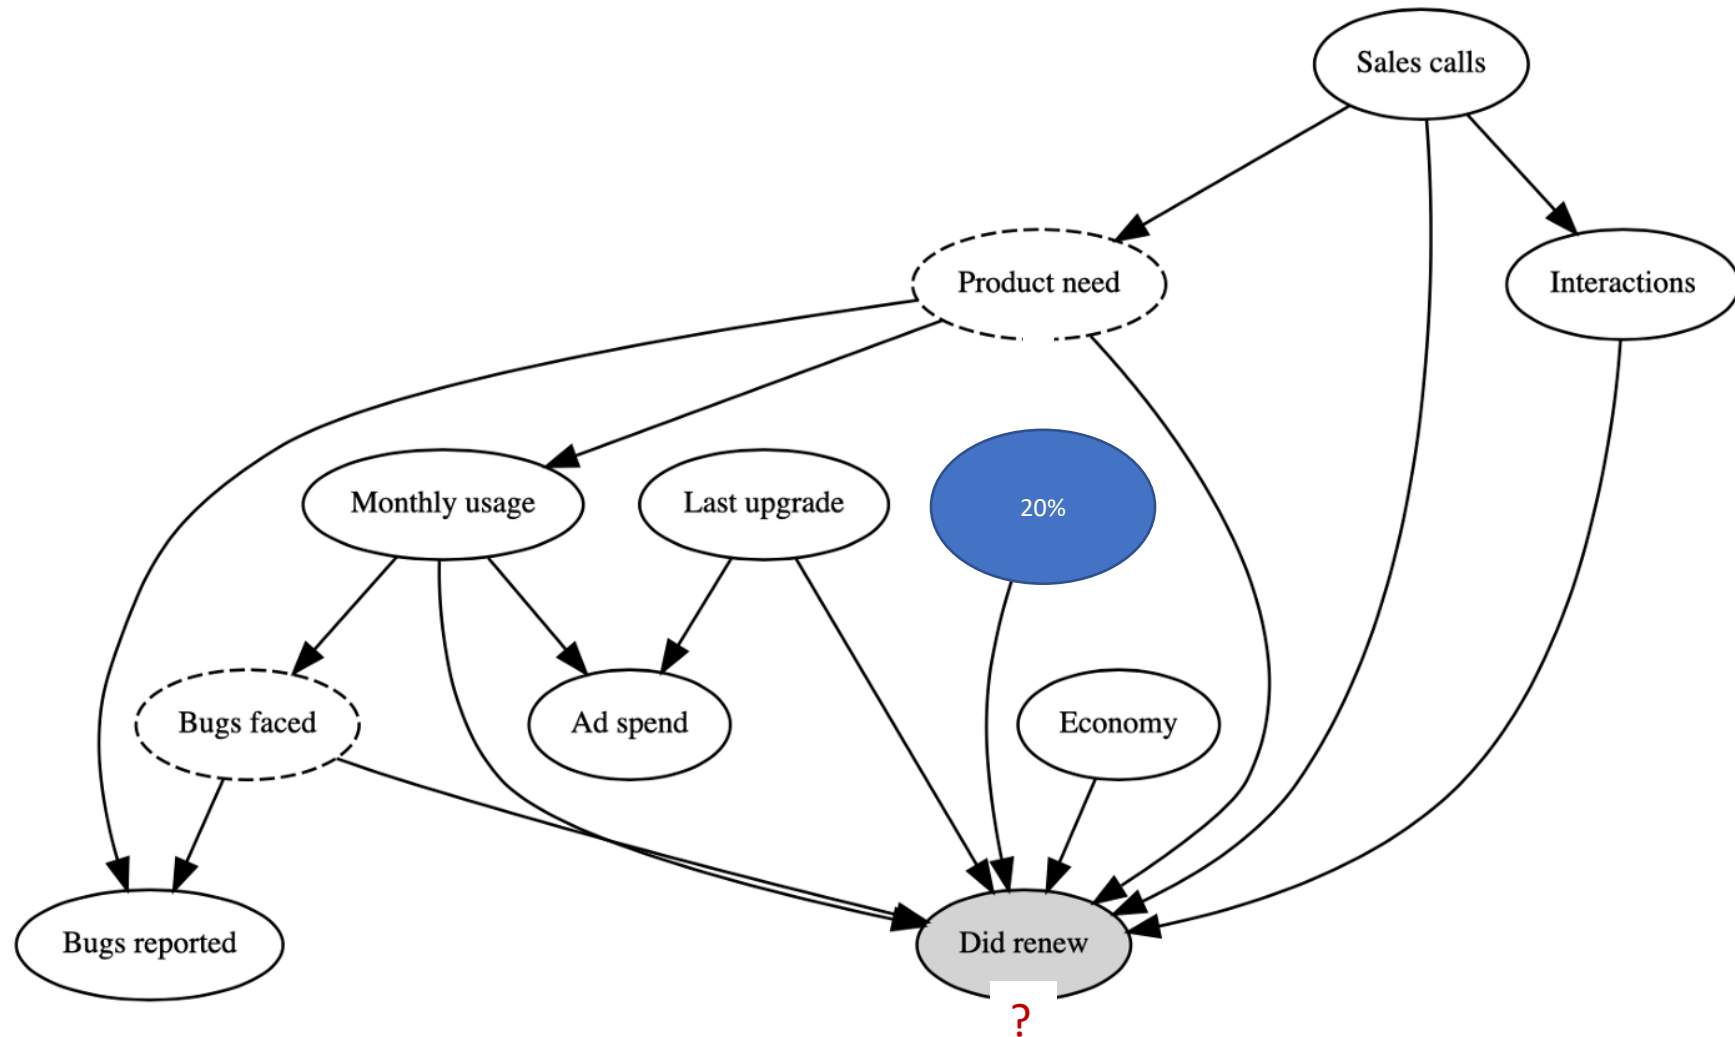 Sales calls
Product need
Interactions
Monthly usage
Last upgrade
20%
Bugs faced
Ad spend
Economy
Bugs reported
Did renew
?